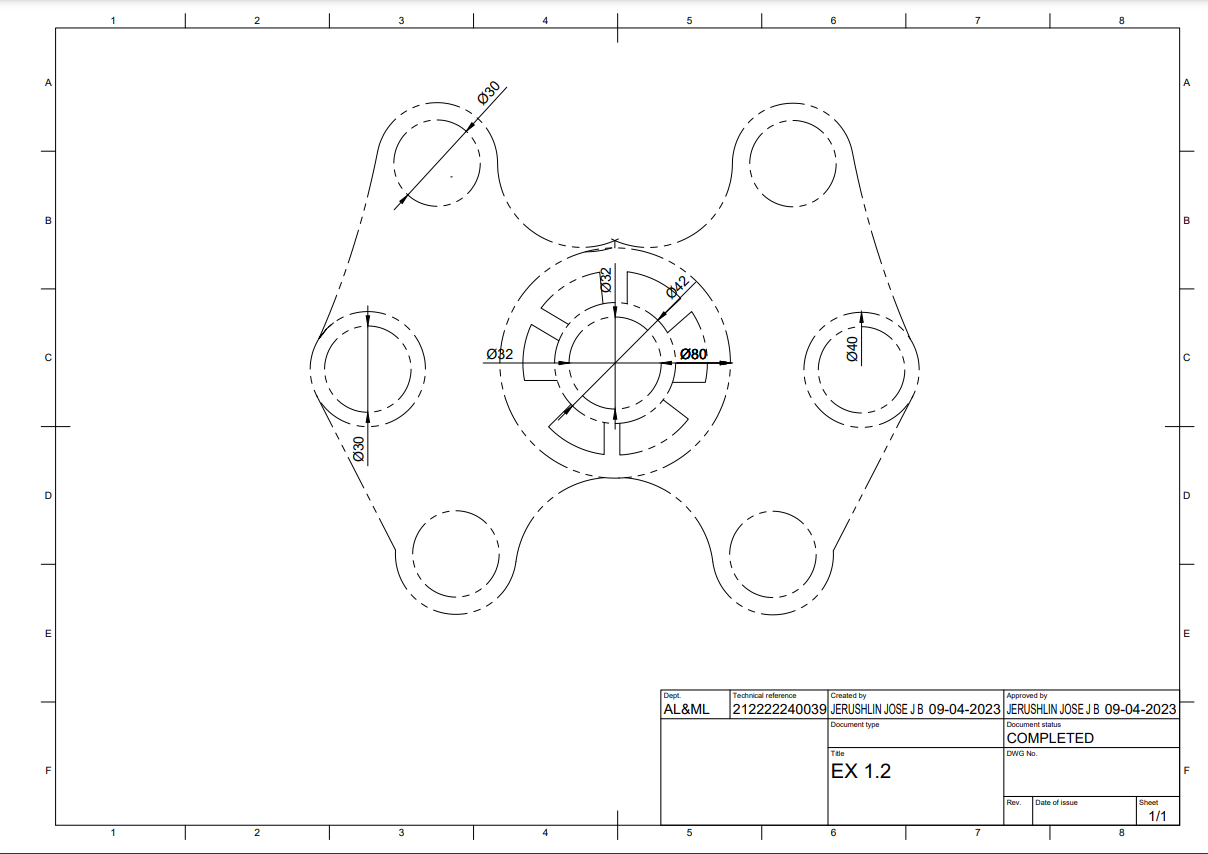 1 2 3 4 5 6 7 8
A A
Ø30
B B
Ø32 Ø42
C Ø32 Ø80 Ø40 C
Ø30
D D
E E
Dept. Technical reference Created by Approved by
AL&ML 212222240039 JERUSHLIN JOSE J B 09-04-2023 JERUSHLIN JOSE J B 09-04-2023
Document type Document status
COMPLETED
Title DWG No.
F EX 1.2 F
Rev. Date of issue Sheet
1/1
1 2 3 4 5 6 7 8